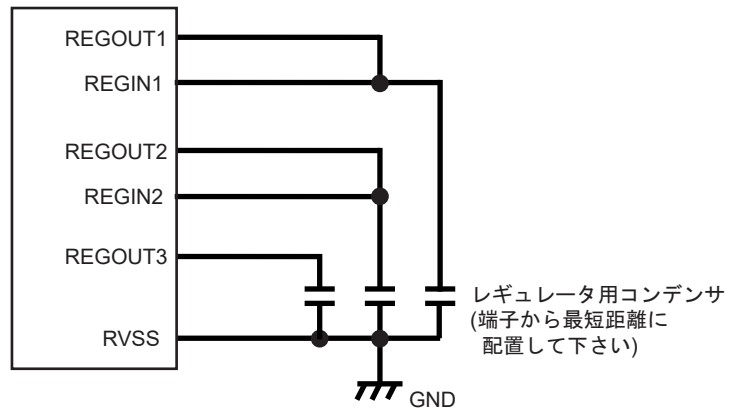 REGOUT1
REGIN1
REGOUT2
REGIN2
REGOUT3
RVSS
レギュレータ用コンデンサ
(端子から最短距離に
配置して下さい)
GND